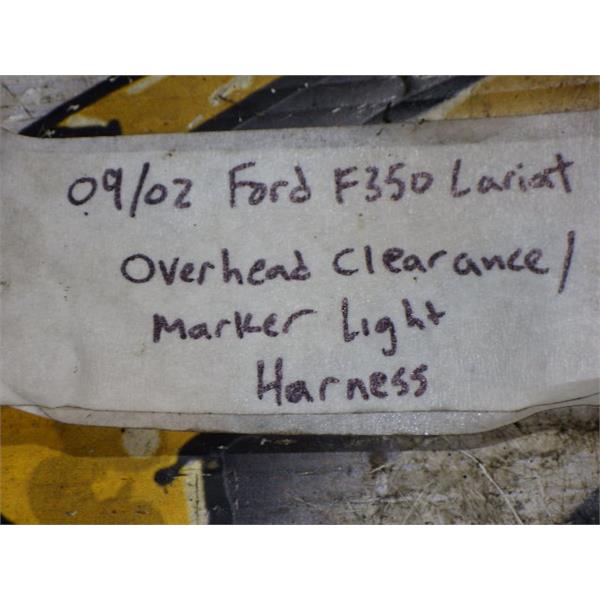 09/02 Ford F350 Lariat
Overhead Clearance/
Marker Light
Harness